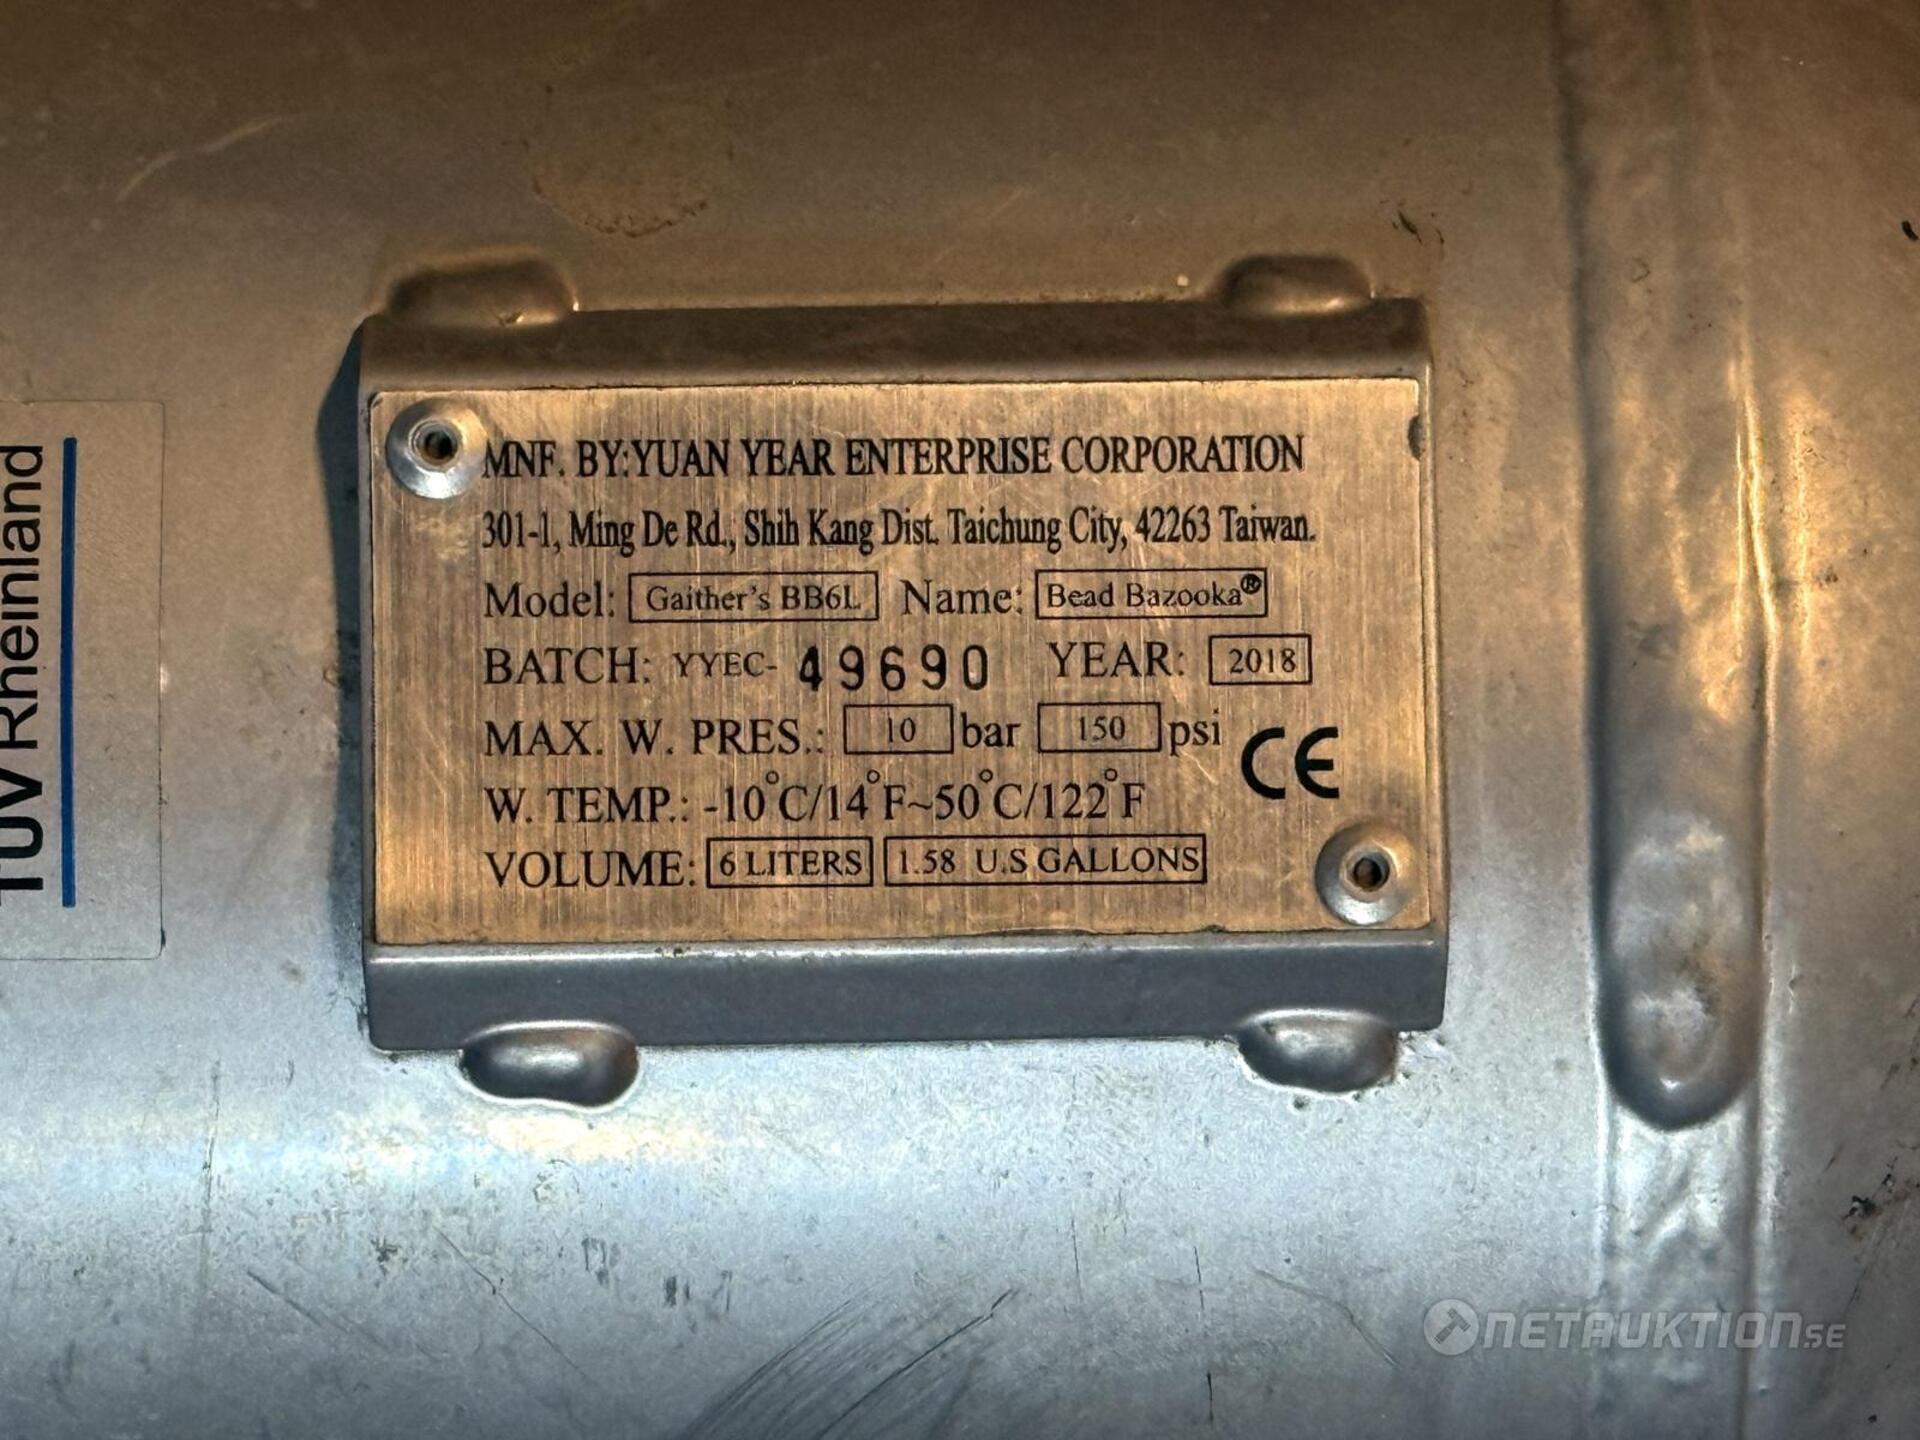 MNF. BY:YUAN YEAR ENTERPRISE CORPORATION
301-1, Ming De Rd., Shih Kang Dist. Taichung City, 42263 Taiwan.
Model: Gaither's BB6L Name: Bead Bazooka®
BATCH: YYEC- 49690 YEAR: 2018
MAX. W. PRES.: 10 bar 150 psi CE
W. TEMP.: -10°C/14°F~50°C/122°F
VOLUME: 6 LITERS 1.58 U.S GALLONS
TÜV Rheinland
NETAUKTION.SE